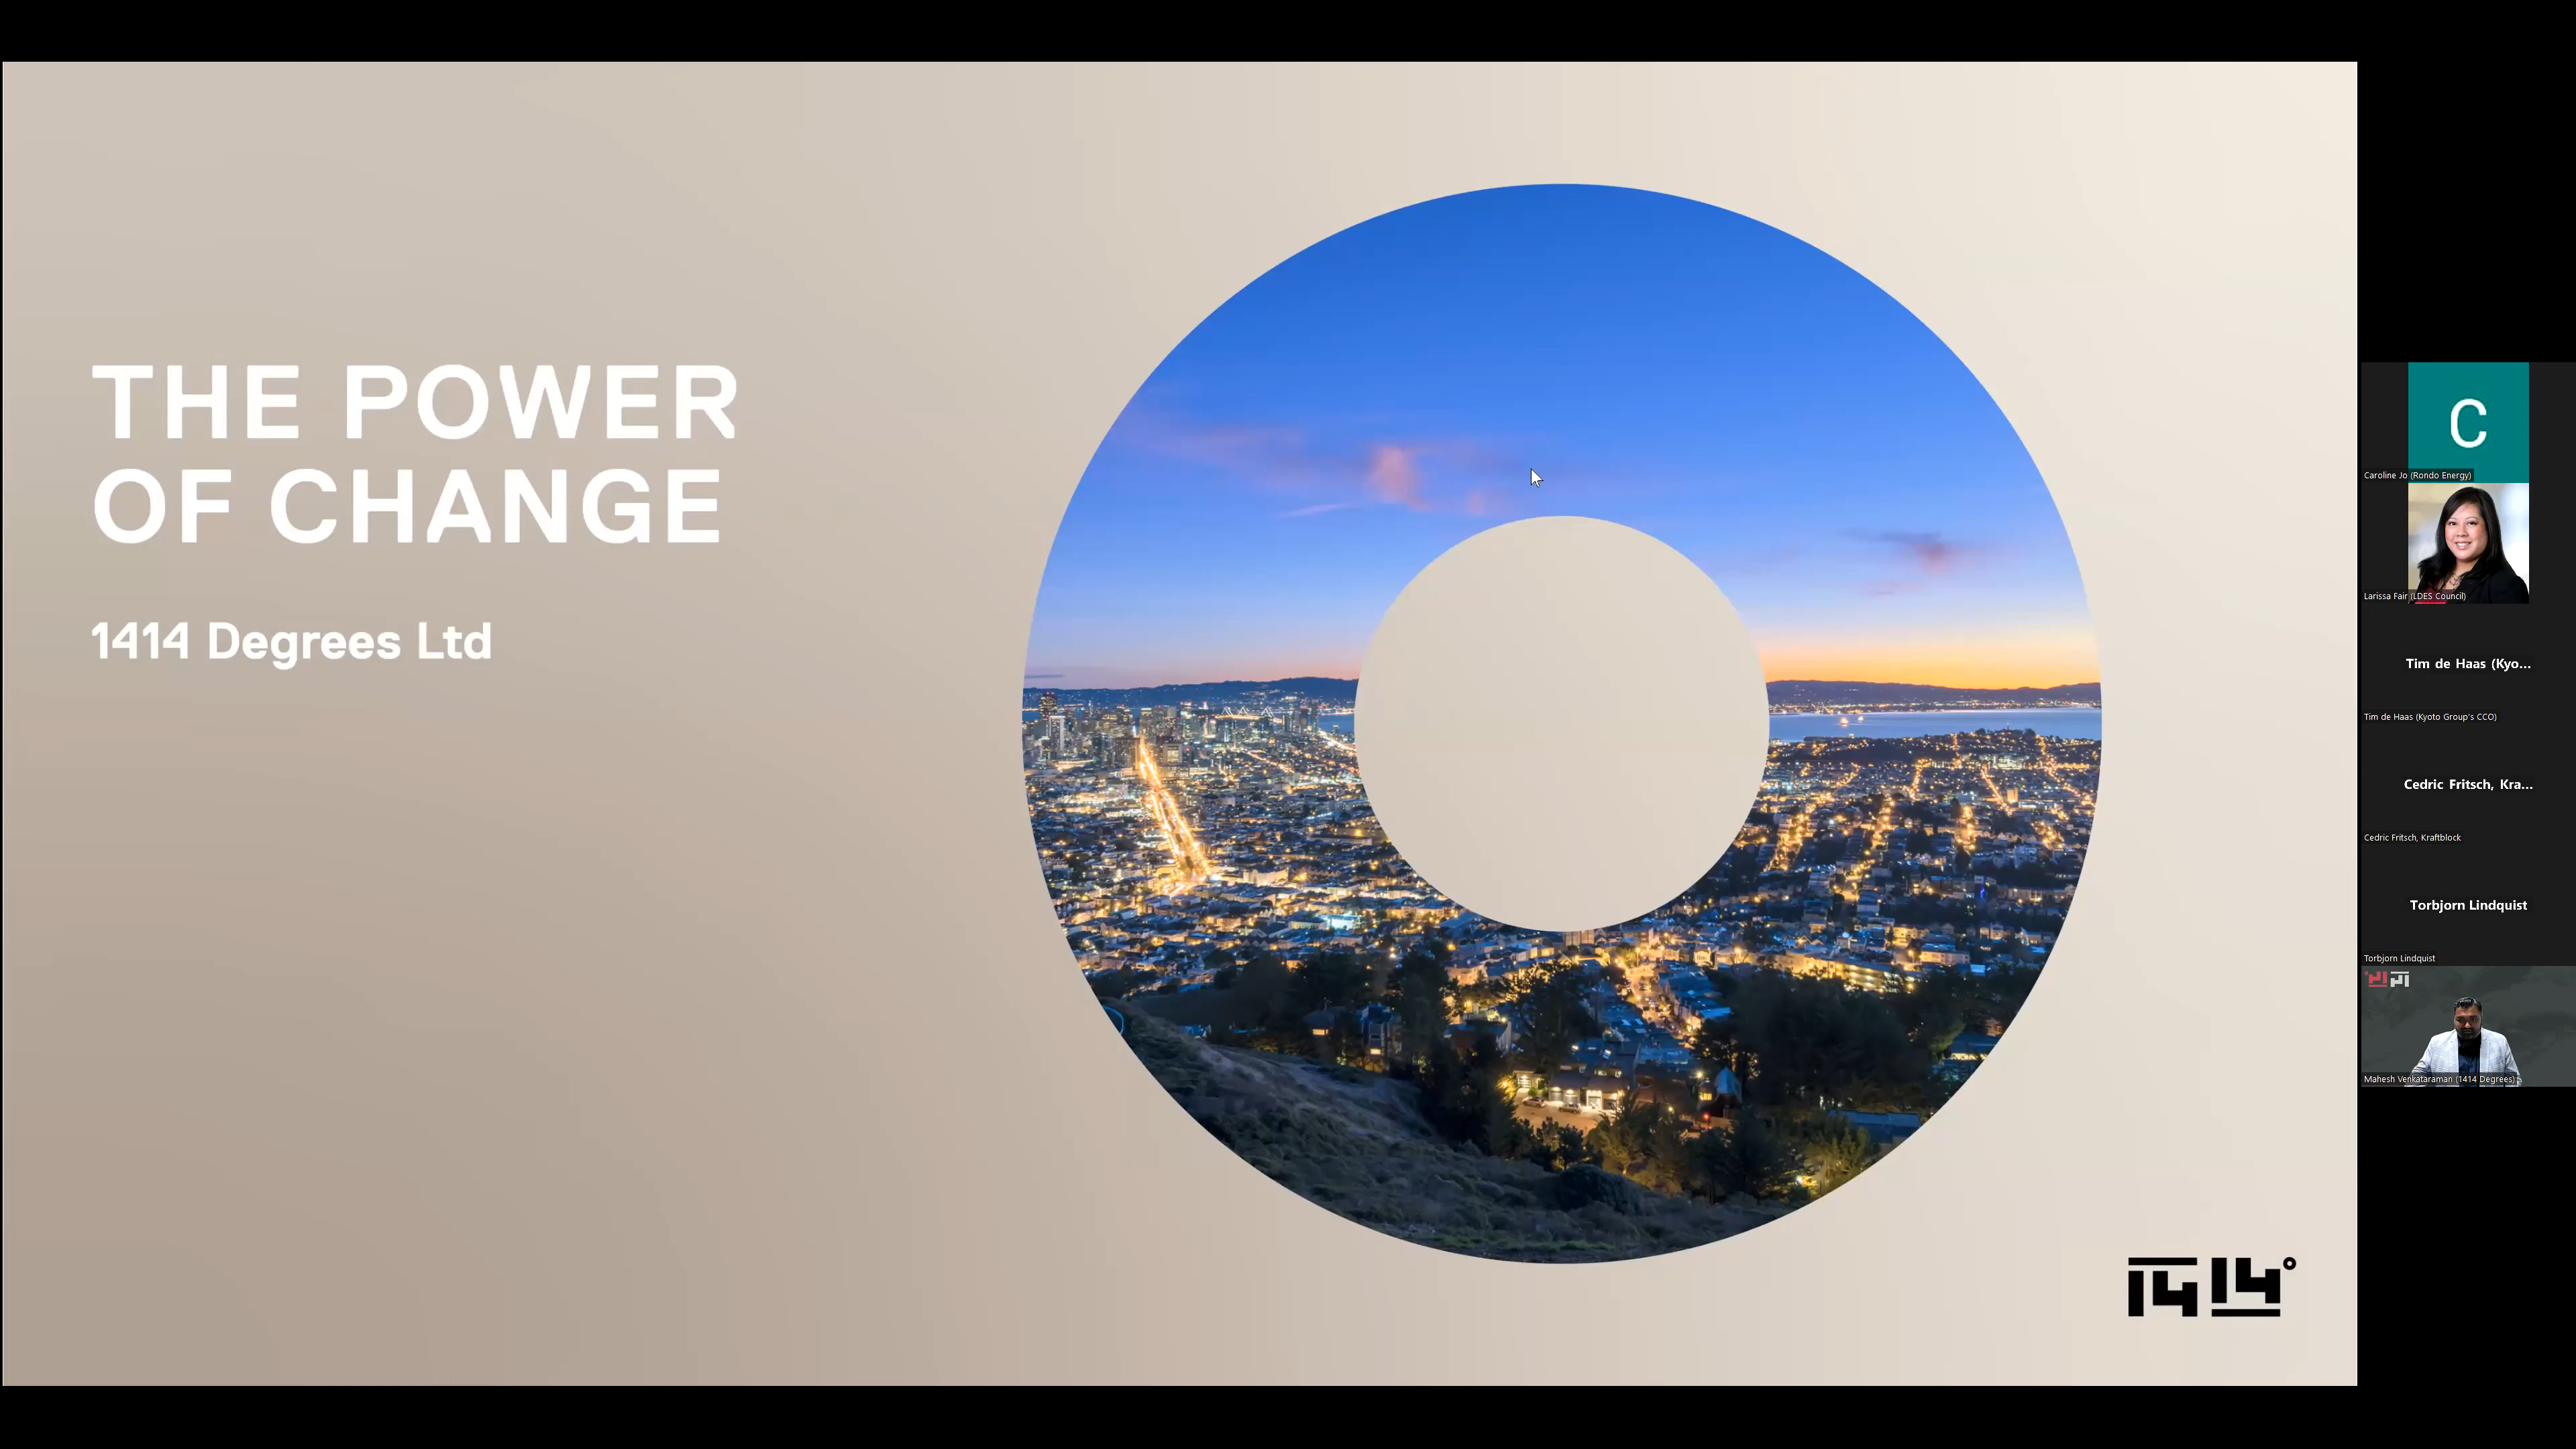 THE POWER
OF CHANGE
1414 Degrees Ltd
1414°
C
Caroline Jo (Rondo Energy)
Larissa Fair (LDES Council)
Tim de Haas (Kyo...
Tim de Haas (Kyoto Group's CCO)
Cedric Fritsch, Kra...
Cedric Fritsch, Kraftblock
Torbjorn Lindquist
Torbjorn Lindquist
Mahesh Venkataraman (1414 Degrees)